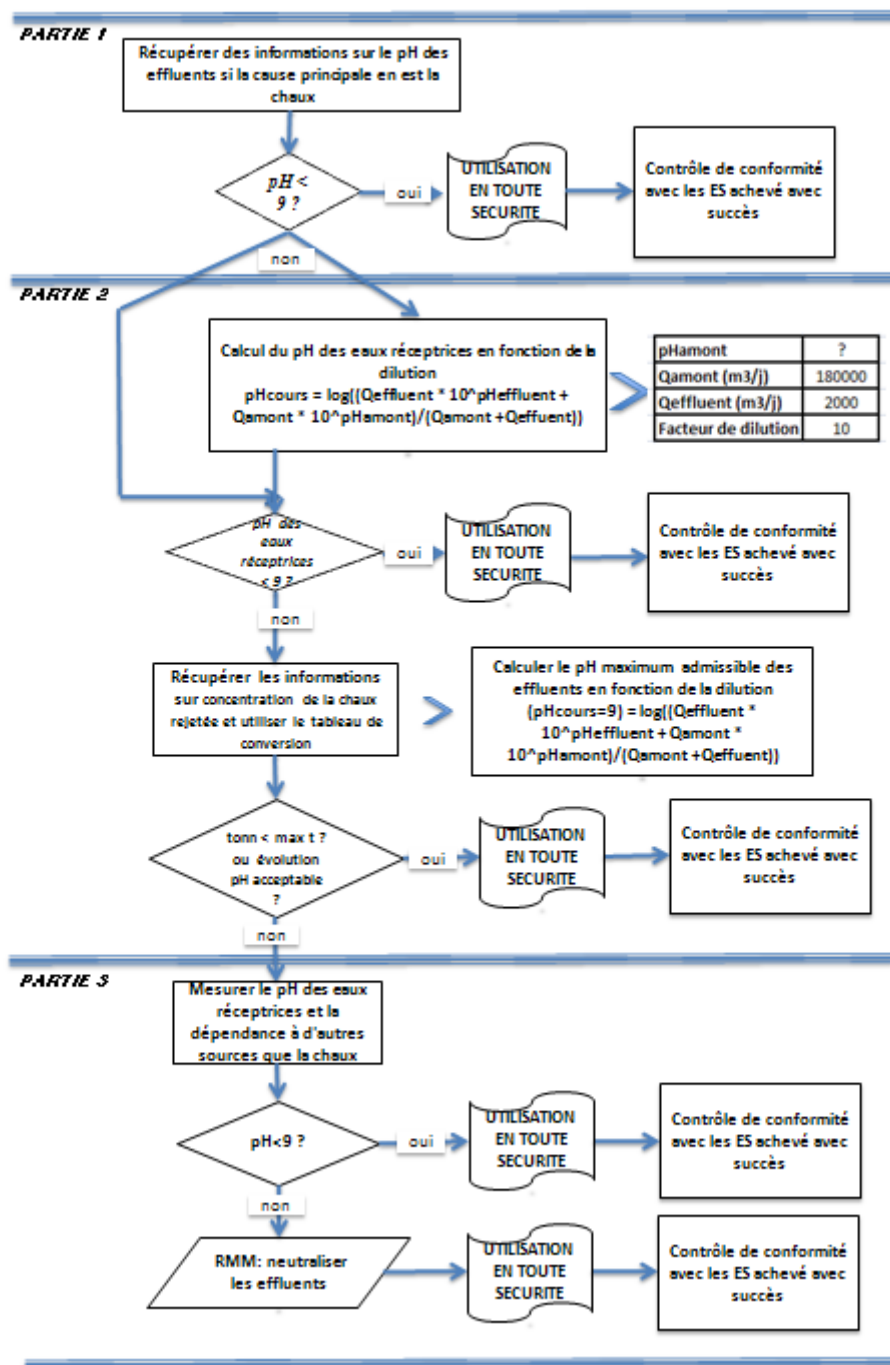 PARTIE 1
Récupérer des informations sur le pH des
effluents si la cause principale en est la
chaux
pH <
9 ?
oui
UTILISATION
EN TOUTE
SECURITE
Contrôle de conformité
avec les ES achevé avec
succès
non
PARTIE 2
Calcul du pH des eaux réceptrices en fonction de la
dilution
pHcours = log((Qeffluent * 10^pHeffluent +
Qamont * 10^pHamont)/(Qamont +Qeffuent))
pHamont ?
Qamont (m3/j) 180000
Qeffluent (m3/j) 2000
Facteur de dilution 10
pH des
eaux
réceptrices
< 9 ?
oui
UTILISATION
EN TOUTE
SECURITE
Contrôle de conformité
avec les ES achevé avec
succès
non
Récupérer les informations
sur concentration de la chaux
rejetée et utiliser le tableau de
conversion
Calculer le pH maximum admissible des
effluents en fonction de la dilution
(pHcours=9) = log((Qeffluent *
10^pHeffluent + Qamont *
10^pHamont)/(Qamont +Qeffuent))
tonn < max t ?
ou évolution
pH acceptable
?
oui
UTILISATION
EN TOUTE
SECURITE
Contrôle de conformité
avec les ES achevé avec
succès
non
PARTIE 3
Mesurer le pH des eaux
réceptrices et la
dépendance à d'autres
sources que la chaux
pH<9 ?
oui
UTILISATION
EN TOUTE
SECURITE
Contrôle de conformité
avec les ES achevé avec
succès
non
RMM: neutraliser
les effluents
UTILISATION
EN TOUTE
SECURITE
Contrôle de conformité
avec les ES achevé avec
succès